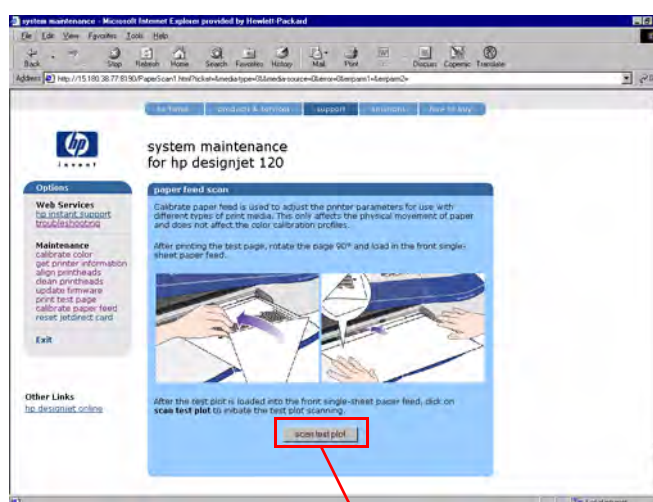 system maintenance - Microsoft Internet Explorer provided by Hewlett-Packard
File Edit View Favorites Tools Help
Back Stop Refresh Home Search Favorites History Mail Print Discuss Copernic Translate
Address
hp home products & services support solutions how to buy
hp
invent
system maintenance
for hp designjet 120
Options
Web Services
hp instant support
troubleshooting
Maintenance
calibrate color
get printer information
align printheads
clean printheads
update firmware
print test page
calibrate paper feed
reset jetdirect card
Exit
Other Links
hp designjet online
paper feed scan
Calibrate paper feed is used to adjust the printer parameters for use with
different types of print media. This only affects the physical movement of paper
and does not affect the color calibration profiles.
After printing the test page, rotate the page 90° and load in the front single-
sheet paper feed.
After the test plot is loaded into the front single-sheet paper feed, click on
scan test plot to initiate the test plot scanning.
scan test plot